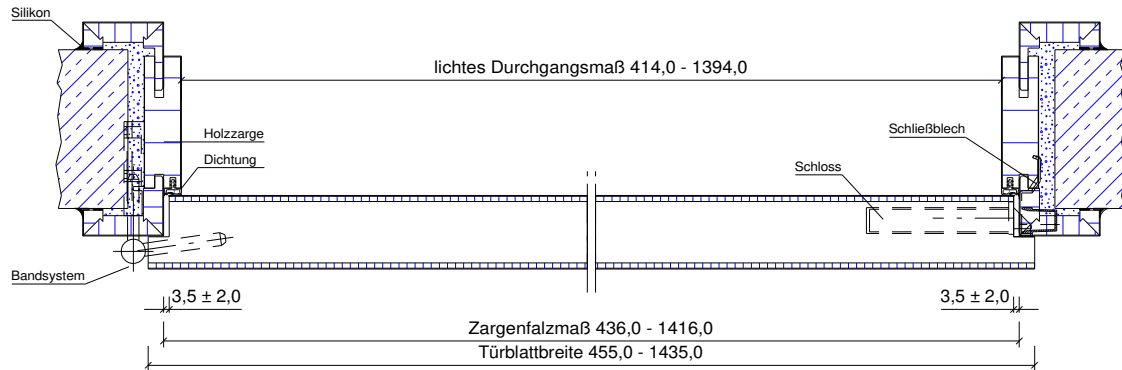 Silikon
lichtes Durchgangsmaß 414,0 - 1394,0
Holzzarge
Schließblech
Dichtung
Schloss
Bandsystem
3,5 ± 2,0
3,5 ± 2,0
Zargenfalzmaß 436,0 - 1416,0
Türblattbreite 455,0 - 1435,0